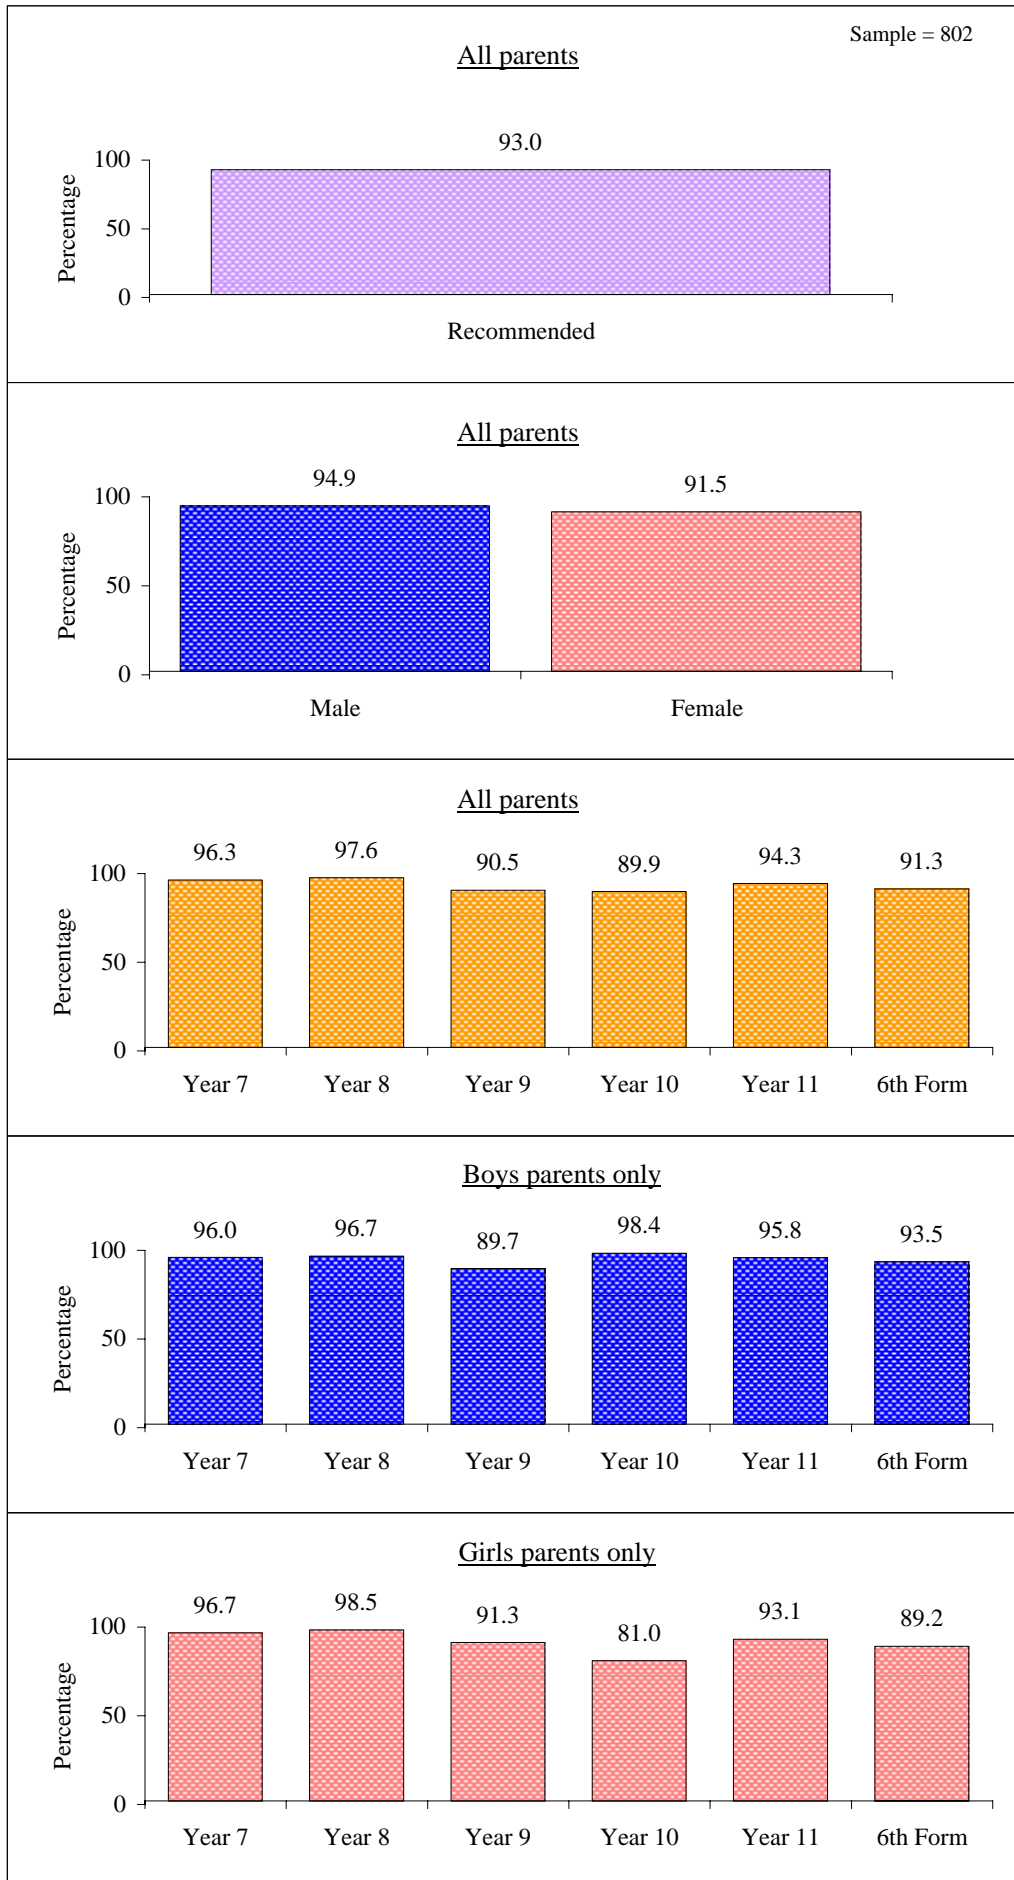 Sample = 802
All parents
93.0
100
50
0
Percentage
Recommended
All parents
94.9 91.5
100
50
0
Percentage
Male Female
All parents
96.3 97.6 90.5 89.9 94.3 91.3
100
50
0
Percentage
Year 7 Year 8 Year 9 Year 10 Year 11 6th Form
Boys parents only
96.0 96.7 89.7 98.4 95.8 93.5
100
50
0
Percentage
Year 7 Year 8 Year 9 Year 10 Year 11 6th Form
Girls parents only
96.7 98.5 91.3 81.0 93.1 89.2
100
50
0
Percentage
Year 7 Year 8 Year 9 Year 10 Year 11 6th Form